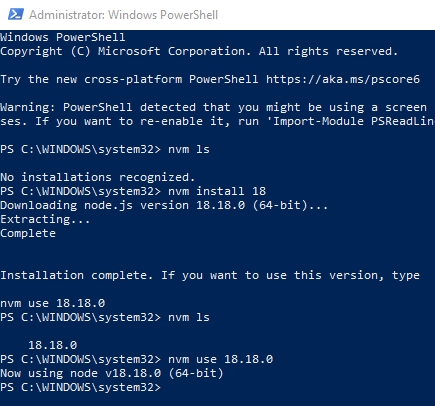 Administrator: Windows PowerShell
Windows PowerShell
Copyright (C) Microsoft Corporation. All rights reserved.
Try the new cross-platform PowerShell https://aka.ms/pscore6
Warning: PowerShell detected that you might be using a screen
ses. If you want to re-enable it, run 'Import-Module PSReadLin
PS C:\WINDOWS\system32> nvm ls
No installations recognized.
PS C:\WINDOWS\system32> nvm install 18
Downloading node.js version 18.18.0 (64-bit)...
Extracting...
Complete
Installation complete. If you want to use this version, type
nvm use 18.18.0
PS C:\WINDOWS\system32> nvm ls
18.18.0
PS C:\WINDOWS\system32> nvm use 18.18.0
Now using node v18.18.0 (64-bit)
PS C:\WINDOWS\system32>